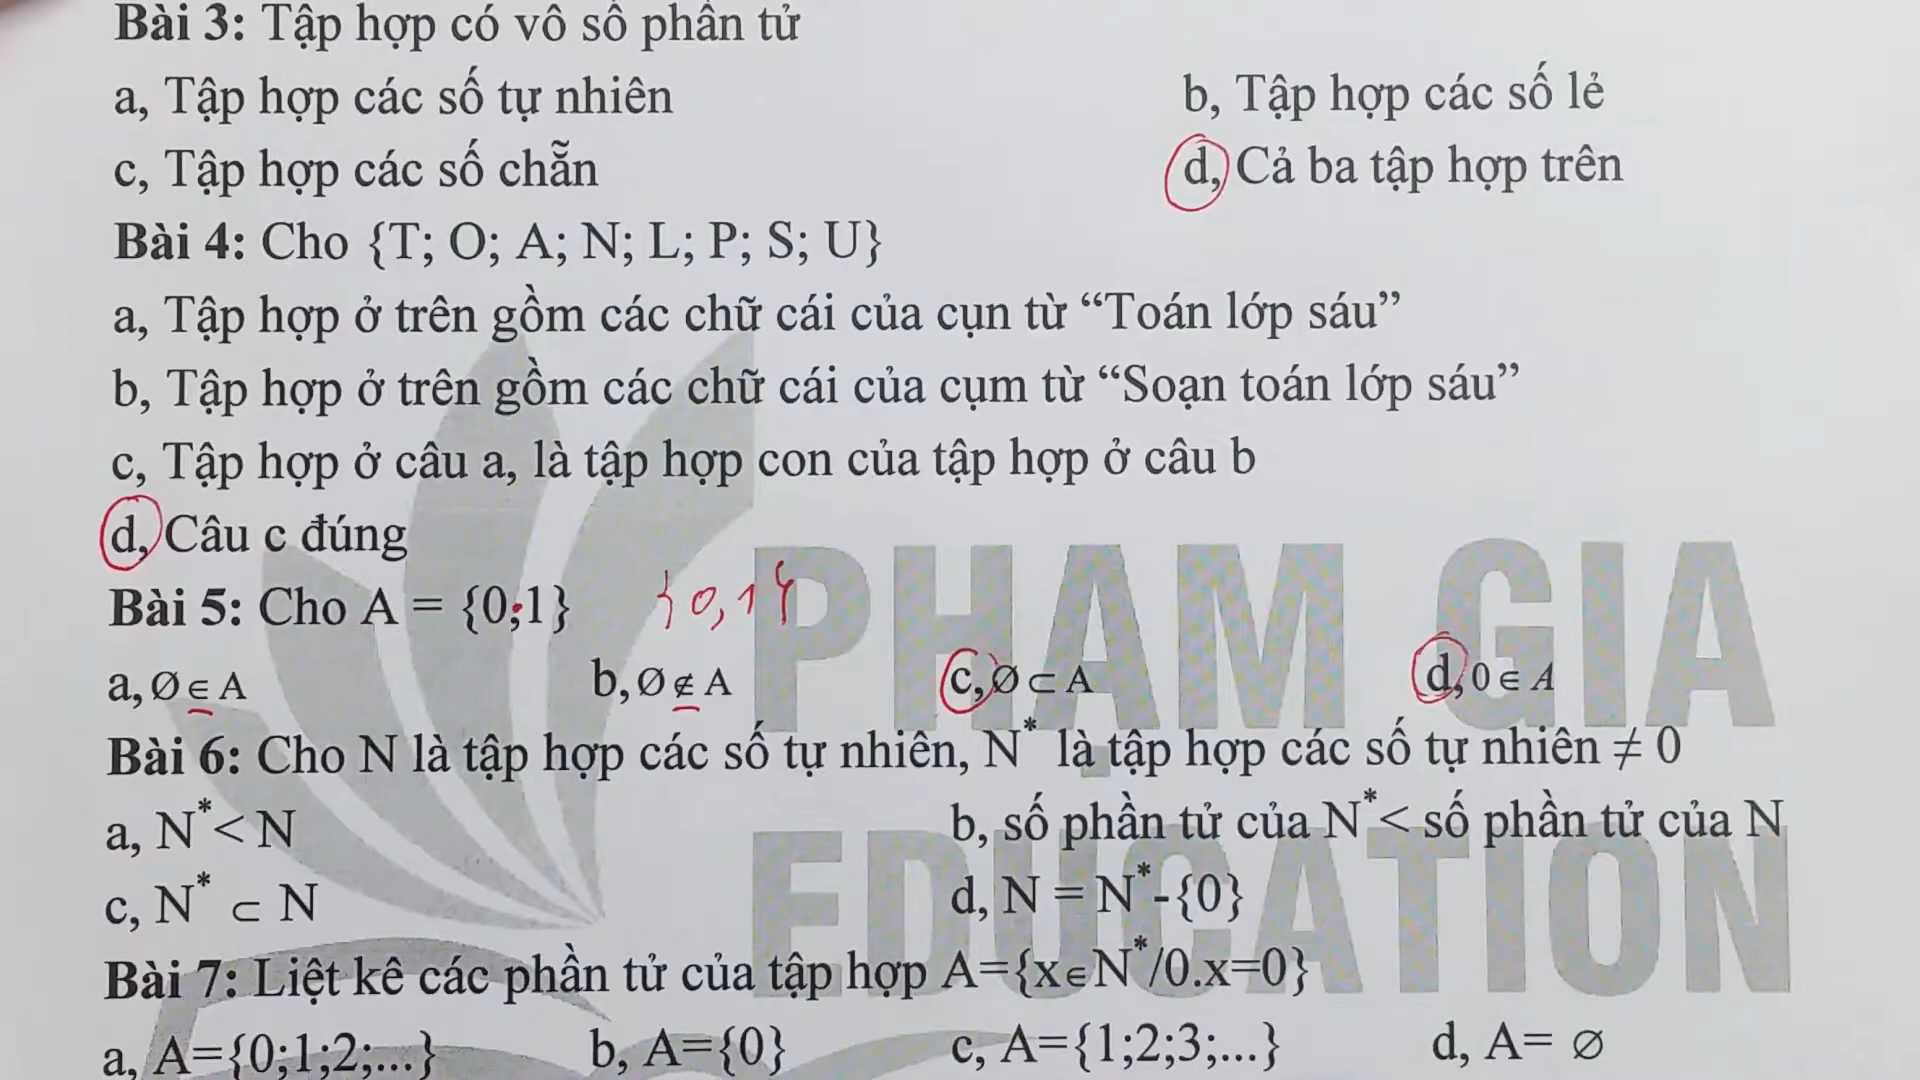 Bài 3: Tập hợp có vô số phần tử
a, Tập hợp các số tự nhiên b, Tập hợp các số lẻ
c, Tập hợp các số chẵn d, Cả ba tập hợp trên
Bài 4: Cho {T; O; A; N; L; P; S; U}
a, Tập hợp ở trên gồm các chữ cái của cụn từ “Toán lớp sáu”
b, Tập hợp ở trên gồm các chữ cái của cụm từ “Soạn toán lớp sáu”
c, Tập hợp ở câu a, là tập hợp con của tập hợp ở câu b
d, Câu c đúng
Bài 5: Cho A = {0;1} {0,1}
a, Ø ∈ A b, Ø ∉ A c, Ø ⊂ A d, 0 ∈ A
Bài 6: Cho N là tập hợp các số tự nhiên, N* là tập hợp các số tự nhiên ≠ 0
a, N*< N b, số phần tử của N*< số phần tử của N
c, N* ⊂ N d, N = N*-{0}
Bài 7: Liệt kê các phần tử của tập hợp A={x∈N*/0.x=0}
a, A={0;1;2;...} b, A={0} c, A={1;2;3;...} d, A= Ø
PHẠM GIA
EDUCATION